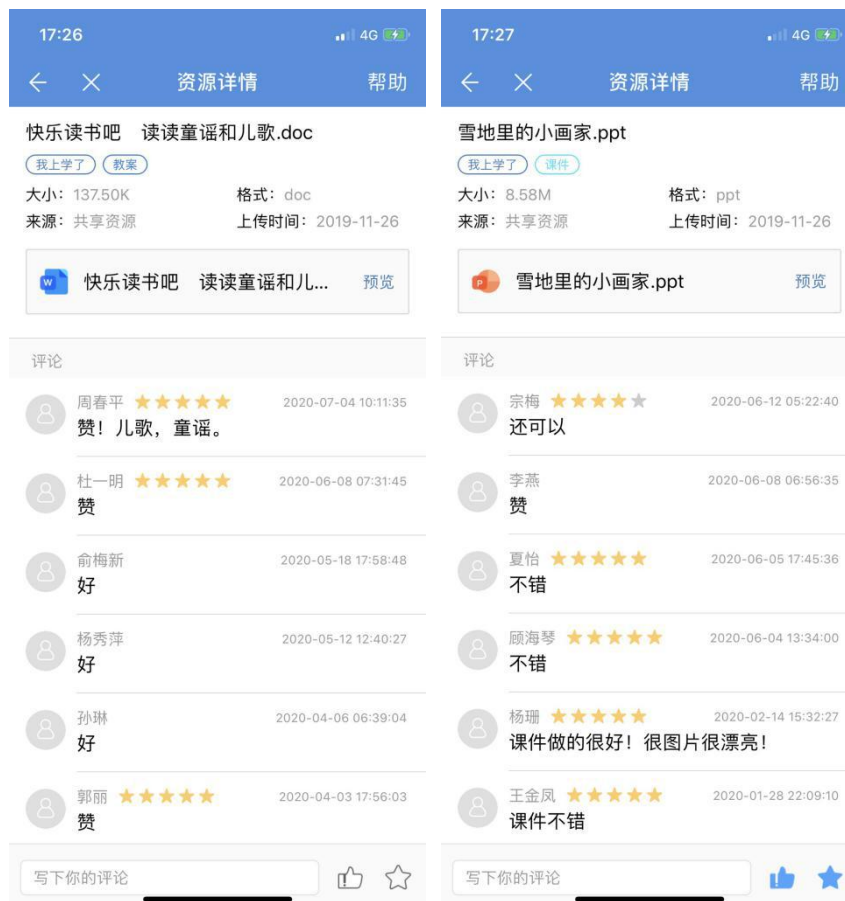 17:26 4G
资源详情 帮助
快乐读书吧 读读童谣和儿歌.doc
我上学了 教案
大小: 137.50K 格式: doc
来源: 共享资源 上传时间: 2019-11-26
W 快乐读书吧 读读童谣和儿... 预览
评论
周春平 2020-07-04 10:11:35
赞！儿歌，童谣。
杜一明 2020-06-08 07:31:45
赞
俞梅新 2020-05-18 17:58:48
好
杨秀萍 2020-05-12 12:40:27
好
孙琳 2020-04-06 06:39:04
好
郭丽 2020-04-03 17:56:03
赞
写下你的评论
17:27 4G
资源详情 帮助
雪地里的小画家.ppt
我上学了 课件
大小: 8.58M 格式: ppt
来源: 共享资源 上传时间: 2019-11-26
P 雪地里的小画家.ppt 预览
评论
宗梅 2020-06-12 05:22:40
还可以
李燕 2020-06-08 06:56:35
赞
夏怡 2020-06-05 17:45:36
不错
顾海琴 2020-06-04 13:34:00
不错
杨珊 2020-02-14 15:32:27
课件做的很好！很图片很漂亮！
王金凤 2020-01-28 22:09:10
课件不错
写下你的评论